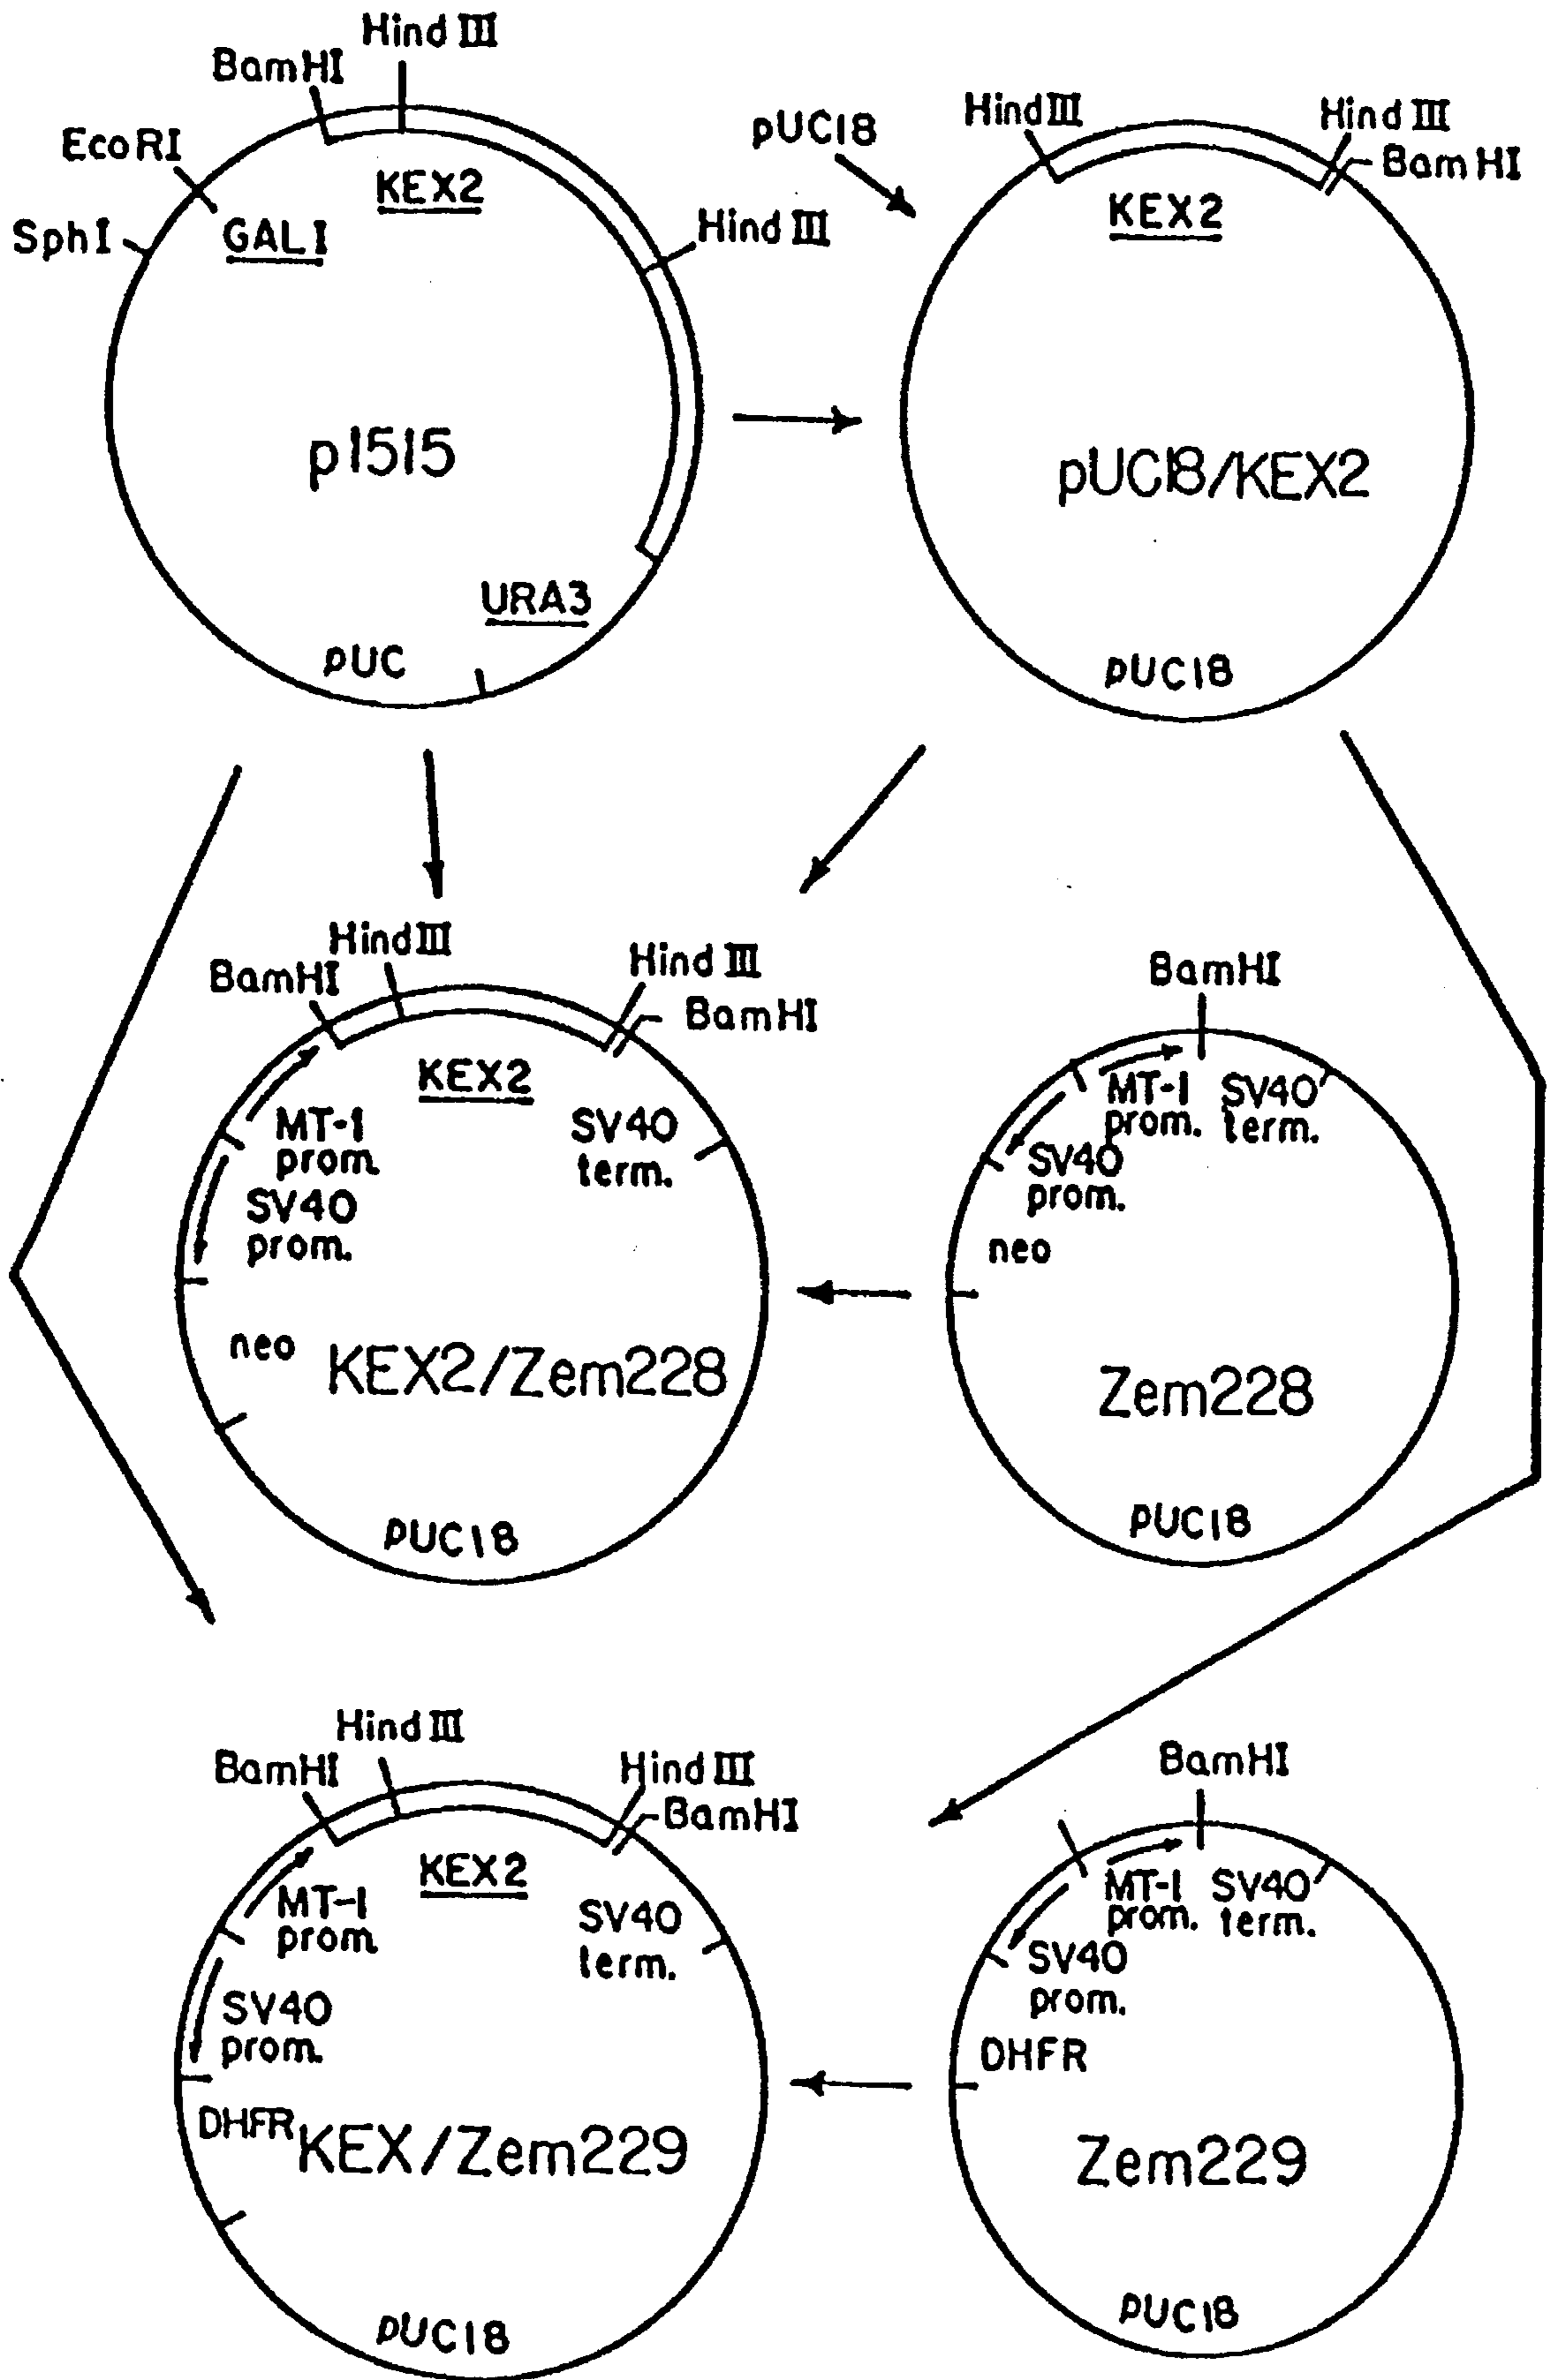 Hind III
BamHI
EcoRI
SphI
GAL1
KEX2
Hind III
p1515
URA3
pUC
pUC18
Hind III
Hind III
BamHI
KEX2
pUC18/KEX2
pUC18
Hind III
BamHI
Hind III
BamHI
KEX2
MT-1
prom.
SV40
term.
SV40
prom.
neo
KEX2/Zem228
pUC18
BamHI
MT-1
prom.
SV40
term.
SV40
prom.
neo
Zem228
pUC18
Hind III
BamHI
Hind III
BamHI
KEX2
MT-1
prom.
SV40
term.
SV40
prom.
DHFR
KEX/Zem229
pUC18
BamHI
MT-1
prom.
SV40
term.
SV40
prom.
DHFR
Zem229
pUC18